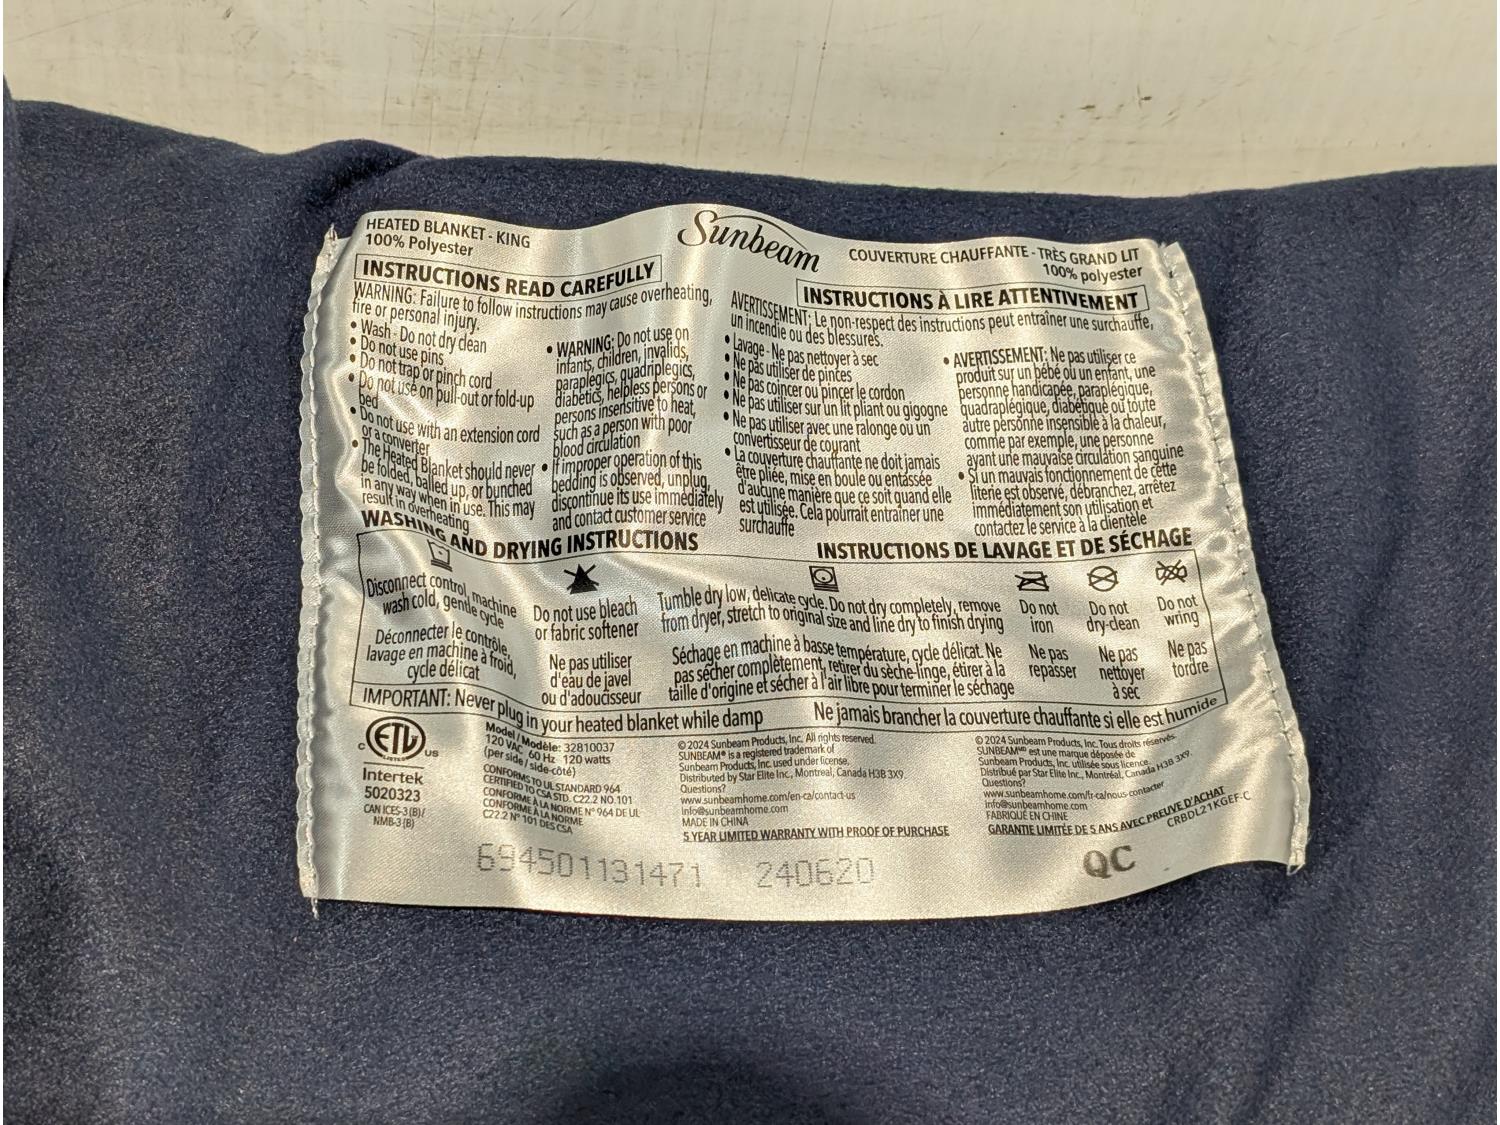 Sunbeam
HEATED BLANKET - KING
100% Polyester
INSTRUCTIONS READ CAREFULLY
WARNING: Failure to follow instructions may cause overheating,
fire or personal injury.
• Wash - Do not dry clean
• Do not use pins
• Do not trap or pinch cord
• Do not use on pull-out or fold-up
bed
• Do not use with an extension cord
or a converter
• The Heated Blanket should never
be folded, balled up, or bunched
in any way when in use. This may
result in overheating
• WARNING: Do not use on
infants, children, invalids,
paraplegics, quadriplegics,
diabetics, helpless persons or
persons insensitive to heat,
such as a person with poor
blood circulation
• If improper operation of this
bedding is observed, unplug,
discontinue its use immediately
and contact customer service
COUVERTURE CHAUFFANTE - TRÈS GRAND LIT
100% polyester
INSTRUCTIONS À LIRE ATTENTIVEMENT
AVERTISSEMENT: Le non-respect des instructions peut entraîner une surchauffe,
un incendie ou des blessures.
• Lavage - Ne pas nettoyer à sec
• Ne pas utiliser de pinces
• Ne pas coincer ou pinçer le cordon
• Ne pas utiliser sur un lit pliant ou gigogne
• Ne pas utiliser avec une ralonge ou un
convertisseur de courant
• La couverture chauffante ne doit jamais
être pliée, mise en boule ou entassée
d'aucune manière que ce soit quand elle
est utilisée. Cela pourrait entrainer une
surchauffe
• AVERTISSEMENT: Ne pas utiliser ce
produit sur un bébé ou un enfant, une
personne handicapée, paraplégique,
quadraplégique, diabétique ou toute
autre personne insensible à la chaleur,
comme par exemple, une personne
ayant une mauvaise circulation sanguine
• Si un mauvais fonctionnement de cette
literie est observé, débranchez, arrêtez
immédiatement son utilisation et
contactez le service à la clientèle
WASHING AND DRYING INSTRUCTIONS
INSTRUCTIONS DE LAVAGE ET DE SÉCHAGE
Disconnect control, machine
wash cold, gentle cycle
Déconnecter le contrôle,
lavage en machine à froid,
cycle délicat
Do not use bleach
or fabric softener
Ne pas utiliser
d'eau de javel
ou d'adoucisseur
Tumble dry low, delicate cycle. Do not dry completely, remove
from dryer, stretch to original size and line dry to finish drying
Séchage en machine à basse température, cycle délicat. Ne
pas sécher complètement, retirer du sèche-linge, étirer à la
taille d'origine et sécher à l'air libre pour terminer le séchage
Do not
iron
Ne pas
repasser
Do not
dry-clean
Ne pas
nettoyer
à sec
Do not
wring
Ne pas
tordre
IMPORTANT: Never plug in your heated blanket while damp
Ne jamais brancher la couverture chauffante si elle est humide
C ETL US
LISTED
Intertek
5020323
CAN ICES-3 (B)/
NMB-3 (B)
Model / Modèle: 32810037
120 VAC 60 Hz 120 watts
(per side / side-côté)
CONFORMS TO UL STANDARD 964
CERTIFIED TO CSA STD. C22.2 NO.101
CONFORME À LA NORME N° 964 DE UL
CONFORME À LA NORME
C22.2 N° 101 DES CSA
© 2024 Sunbeam Products, Inc. All rights reserved.
SUNBEAM® is a registered trademark of
Sunbeam Products, Inc. used under license.
Distributed by Star Elite Inc., Montreal, Canada H3B 3X9.
Questions?
www.sunbeamhome.com/en-ca/contact-us
info@sunbeamhome.com
MADE IN CHINA
5 YEAR LIMITED WARRANTY WITH PROOF OF PURCHASE
© 2024 Sunbeam Products, Inc. Tous droits réservés.
SUNBEAMᴹᴰ est une marque déposée de
Sunbeam Products, Inc. utilisée sous licence.
Distribué par Star Elite Inc., Montréal, Canada H3B 3X9.
Questions?
www.sunbeamhome.com/fr-ca/nous-contacter
info@sunbeamhome.com
FABRIQUÉ EN CHINE
GARANTIE LIMITÉE DE 5 ANS AVEC PREUVE D'ACHAT
CRBDL21KGEF-C
694501131471 240620
QC